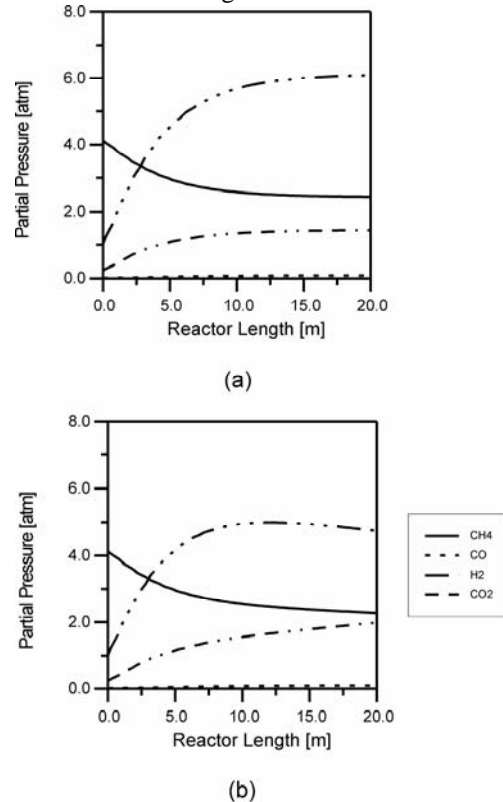 8.0
6.0
4.0
2.0
0.0
Partial Pressure [atm]
0.0 5.0 10.0 15.0 20.0
Reactor Length [m]
(a)
8.0
6.0
4.0
2.0
0.0
Partial Pressure [atm]
0.0 5.0 10.0 15.0 20.0
Reactor Length [m]
CH4
CO
H2
CO2
(b)